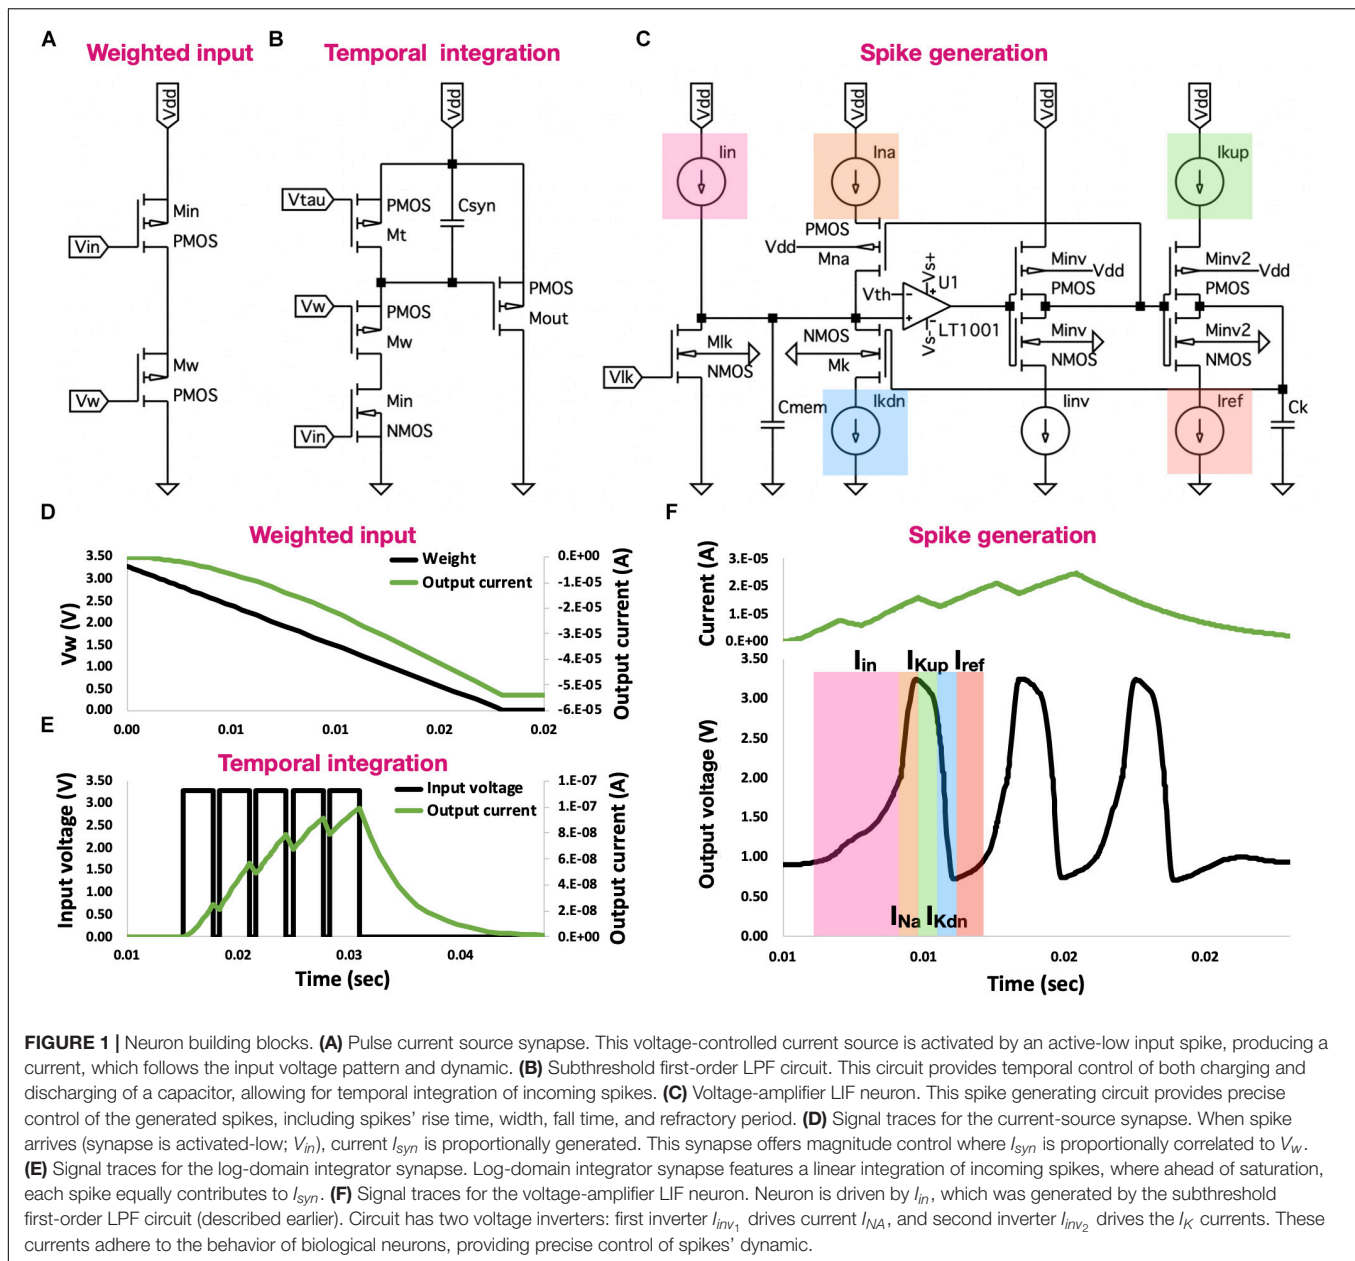 A
Weighted input
Vdd
Min
Vin
PMOS
Mw
Vw
PMOS
B
Temporal integration
Vdd
Vtau
PMOS
Csyn
Mt
Vw
PMOS
Mw
PMOS
Mout
Min
Vin
NMOS
C
Spike generation
Vdd
Vdd
Vdd
Vdd
Iin
Ina
Ikup
PMOS
Vdd
Mna
Vs+
U1
Vth
LT1001
Vs-
Minv
Vdd
PMOS
Minv2
Vdd
PMOS
Mlk
NMOS
Vlk
NMOS
Mk
Minv
NMOS
Minv2
NMOS
Cmem
Ikdn
Iinv
Iref
Ck
D
Weighted input
Weight
Output current
Vw (V)
3.50
3.00
2.50
2.00
1.50
1.00
0.50
0.00
0.00 0.01 0.01 0.02 0.02
0.E+00
-1.E-05
-2.E-05
-3.E-05
-4.E-05
-5.E-05
-6.E-05
Output current (A)
E
Temporal integration
Input voltage
Output current
Input voltage (V)
3.50
3.00
2.50
2.00
1.50
1.00
0.50
0.00
0.01 0.02 0.03 0.04
Time (sec)
1.E-07
1.E-07
8.E-08
6.E-08
4.E-08
2.E-08
0.E+00
Output current (A)
F
Spike generation
Current (A)
3.E-05
2.E-05
1.E-05
0.E+00
Iin IKup Iref
INa IKdn
Output voltage (V)
3.50
3.00
2.50
2.00
1.50
1.00
0.50
0.00
0.01 0.01 0.02 0.02
Time (sec)
FIGURE 1 | Neuron building blocks. (A) Pulse current source synapse. This voltage-controlled current source is activated by an active-low input spike, producing a
current, which follows the input voltage pattern and dynamic. (B) Subthreshold first-order LPF circuit. This circuit provides temporal control of both charging and
discharging of a capacitor, allowing for temporal integration of incoming spikes. (C) Voltage-amplifier LIF neuron. This spike generating circuit provides precise
control of the generated spikes, including spikes' rise time, width, fall time, and refractory period. (D) Signal traces for the current-source synapse. When spike
arrives (synapse is activated-low; Vin), current Isyn is proportionally generated. This synapse offers magnitude control where Isyn is proportionally correlated to Vw.
(E) Signal traces for the log-domain integrator synapse. Log-domain integrator synapse features a linear integration of incoming spikes, where ahead of saturation,
each spike equally contributes to Isyn. (F) Signal traces for the voltage-amplifier LIF neuron. Neuron is driven by Iin, which was generated by the subthreshold
first-order LPF circuit (described earlier). Circuit has two voltage inverters: first inverter Iinv1 drives current INA, and second inverter Iinv2 drives the IK currents. These
currents adhere to the behavior of biological neurons, providing precise control of spikes' dynamic.